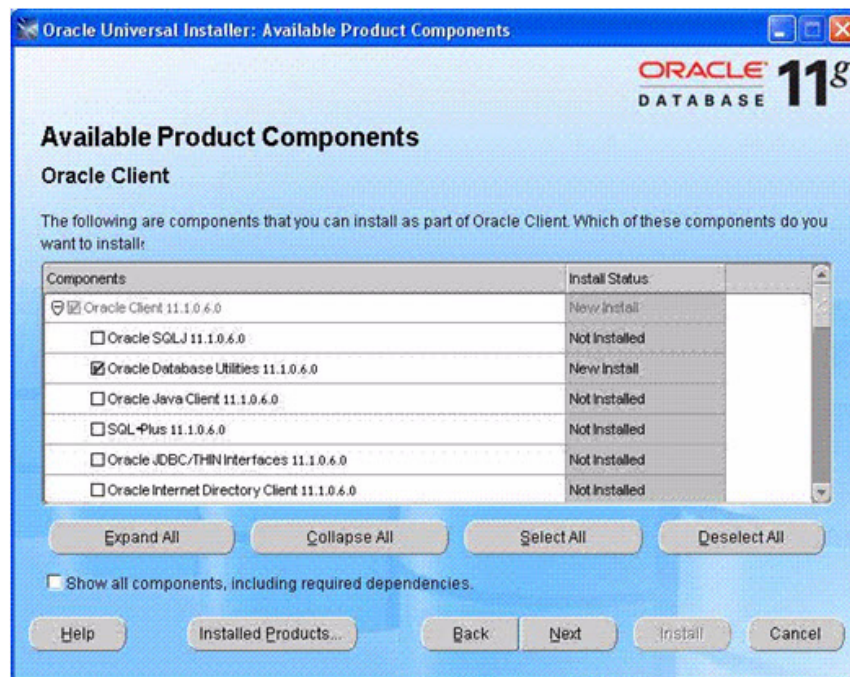 Oracle Universal Installer: Available Product Components
ORACLE
DATABASE 11g
Available Product Components
Oracle Client
The following are components that you can install as part of Oracle Client. Which of these components do you
want to install:
Components Install Status
Oracle Client 11.1.0.6.0 New Install
Oracle SQLJ 11.1.0.6.0 Not Installed
Oracle Database Utilities 11.1.0.6.0 New Install
Oracle Java Client 11.1.0.6.0 Not Installed
SQL*Plus 11.1.0.6.0 Not Installed
Oracle JDBC/THIN Interfaces 11.1.0.6.0 Not Installed
Oracle Internet Directory Client 11.1.0.6.0 Not Installed
Expand All Collapse All Select All Deselect All
Show all components, including required dependencies.
Help Installed Products... Back Next Install Cancel